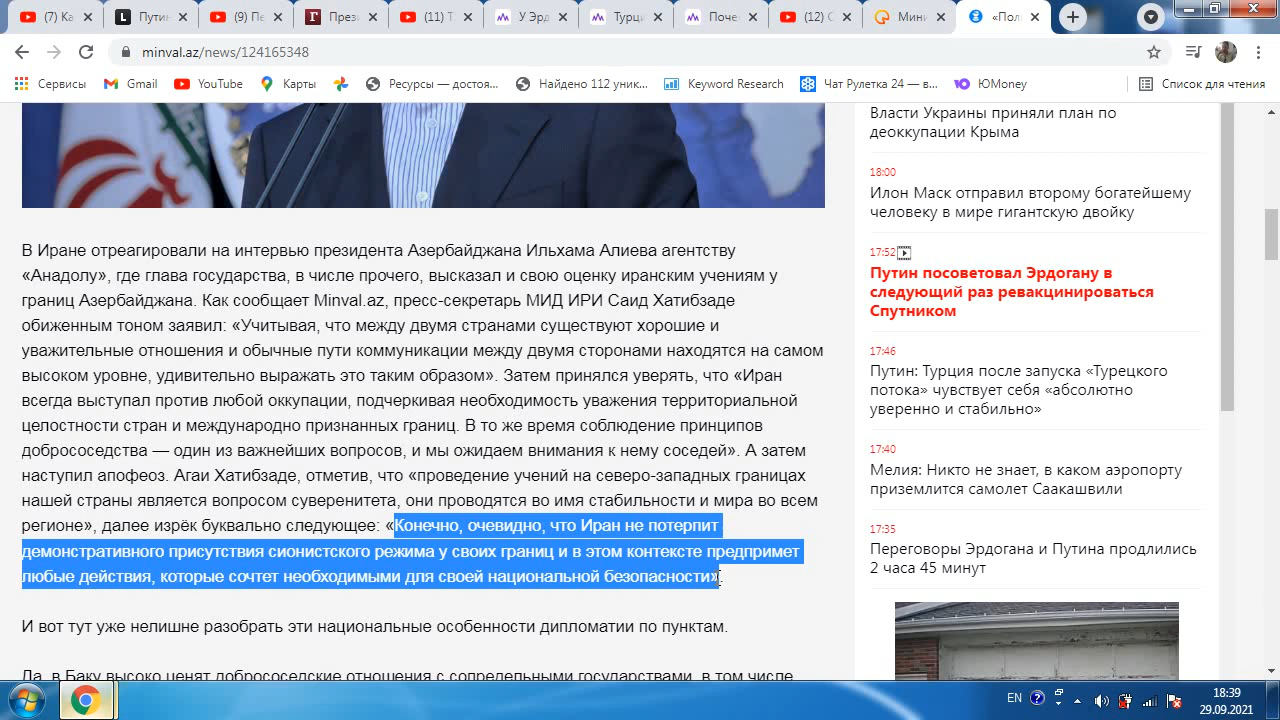 (7) Ка
Путин
(9) Пе
През
(11) Т
У Эрд
Турц
Поче
(12) С
Мини
«Пол
minval.az/news/124165348
Сервисы
Gmail
YouTube
Карты
Ресурсы — достоя...
Найдено 112 уник...
Keyword Research
Чат Рулетка 24 — в...
ЮMoney
Список для чтения
В Иране отреагировали на интервью президента Азербайджана Ильхама Алиева агентству
«Анадолу», где глава государства, в числе прочего, высказал и свою оценку иранским учениям у
границ Азербайджана. Как сообщает Minval.az, пресс-секретарь МИД ИРИ Саид Хатибзаде
обиженным тоном заявил: «Учитывая, что между двумя странами существуют хорошие и
уважительные отношения и обычные пути коммуникации между двумя сторонами находятся на самом
высоком уровне, удивительно выражать это таким образом». Затем принялся уверять, что «Иран
всегда выступал против любой оккупации, подчеркивая необходимость уважения территориальной
целостности стран и международно признанных границ. В то же время соблюдение принципов
добрососедства — один из важнейших вопросов, и мы ожидаем внимания к нему соседей». А затем
наступил апофеоз. Агаи Хатибзаде, отметив, что «проведение учений на северо-западных границах
нашей страны является вопросом суверенитета, они проводятся во имя стабильности и мира во всем
регионе», далее изрёк буквально следующее: «Конечно, очевидно, что Иран не потерпит
демонстративного присутствия сионистского режима у своих границ и в этом контексте предпримет
любые действия, которые сочтет необходимыми для своей национальной безопасности».
И вот тут уже нелишне разобрать эти национальные особенности дипломатии по пунктам.
Да, в Баку высоко ценят добрососедские отношения с сопредельными государствами, в том числе
Власти Украины приняли план по
деоккупации Крыма
18:00
Илон Маск отправил второму богатейшему
человеку в мире гигантскую двойку
17:52
Путин посоветовал Эрдогану в
следующий раз ревакцинироваться
Спутником
17:46
Путин: Турция после запуска «Турецкого
потока» чувствует себя «абсолютно
уверенно и стабильно»
17:40
Мелия: Никто не знает, в каком аэропорту
приземлится самолет Саакашвили
17:35
Переговоры Эрдогана и Путина продлились
2 часа 45 минут
EN
18:39
29.09.2021